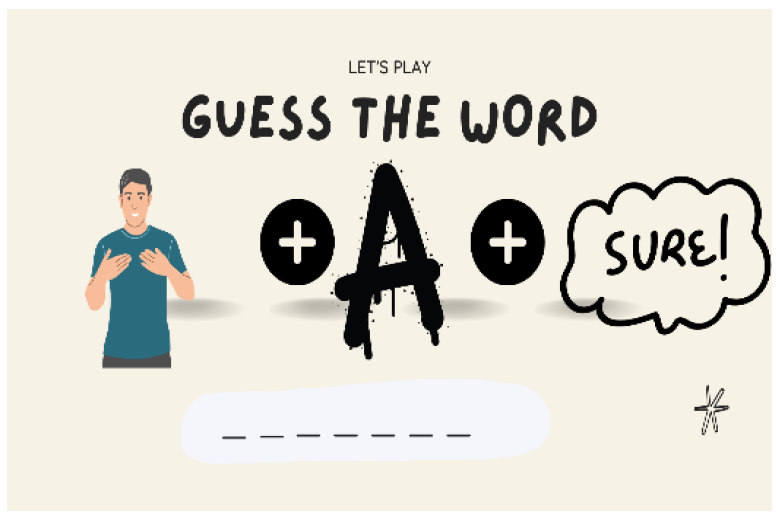 LET'S PLAY
GUESS THE WORD
+ A + SURE!
_ _ _ _ _ _ _